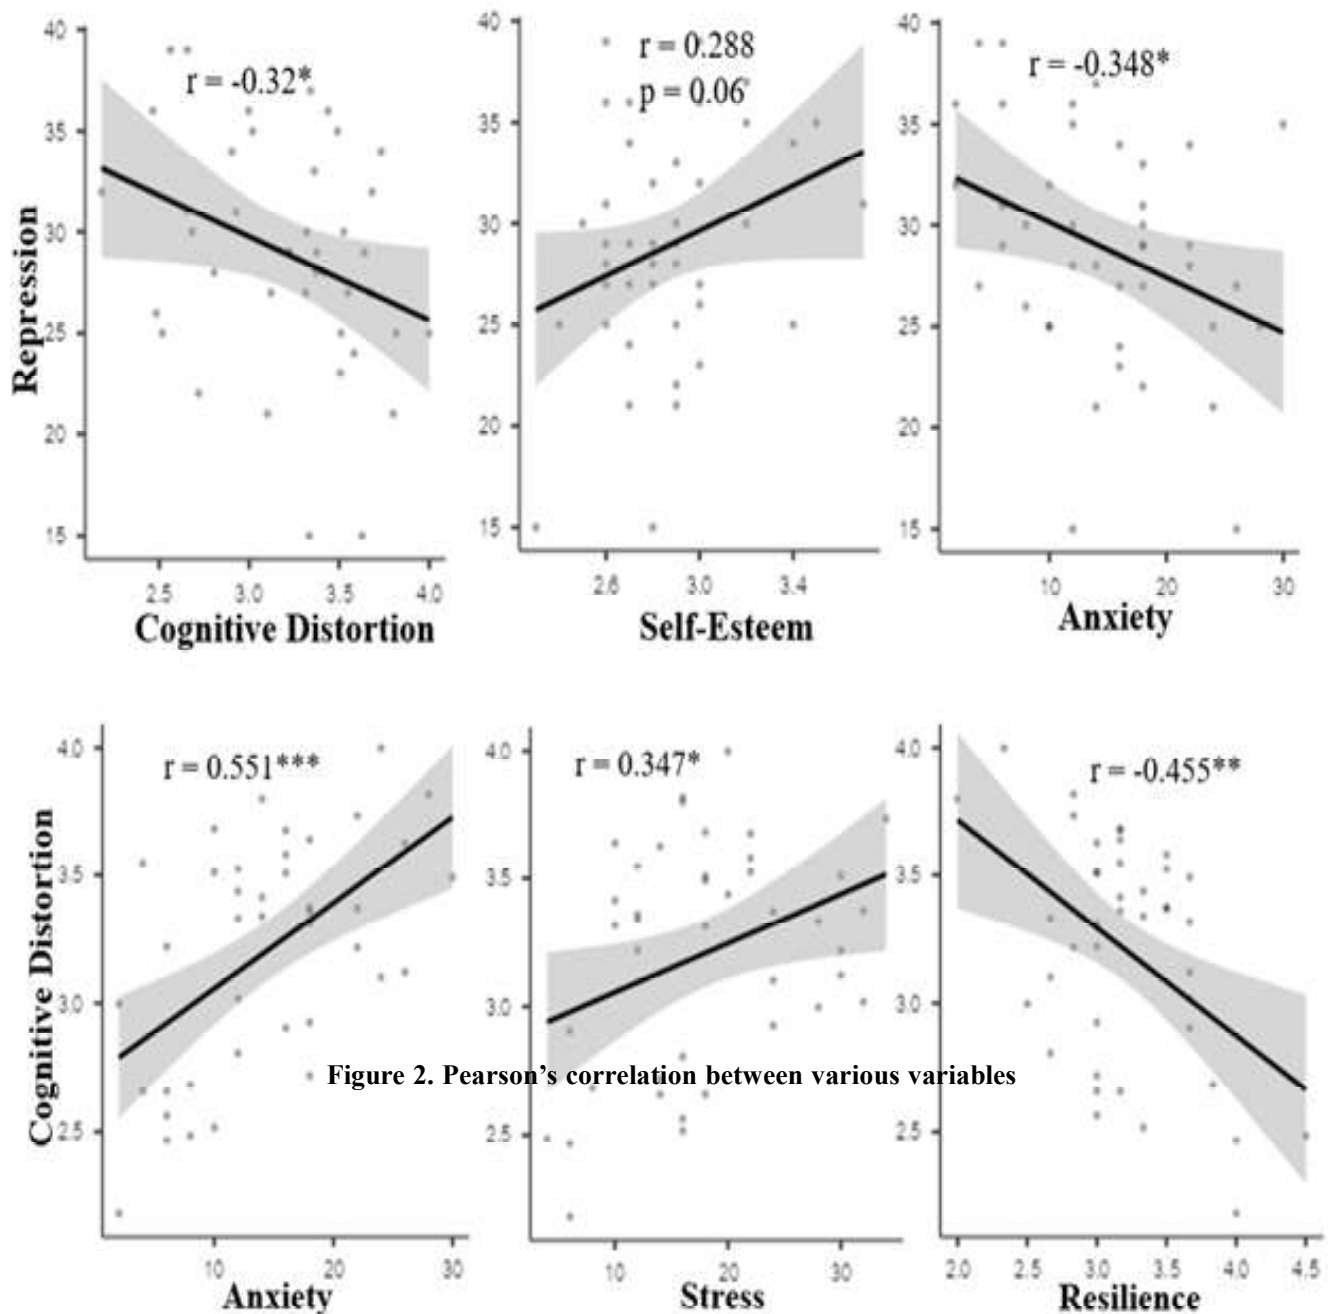 40
35
30
25
20
15
Repression
r = -0.32*
2.5 3.0 3.5 4.0
Cognitive Distortion
40
35
30
25
20
15
r = 0.288
p = 0.06
2.6 3.0 3.4
Self-Esteem
40
35
30
25
20
15
r = -0.348*
10 20 30
Anxiety
4.0
3.5
3.0
2.5
Cognitive Distortion
r = 0.551***
10 20 30
Anxiety
4.0
3.5
3.0
2.5
r = 0.347*
10 20 30
Stress
4.0
3.5
3.0
2.5
r = -0.455**
2.0 2.5 3.0 3.5 4.0 4.5
Resilience
Figure 2. Pearson’s correlation between various variables